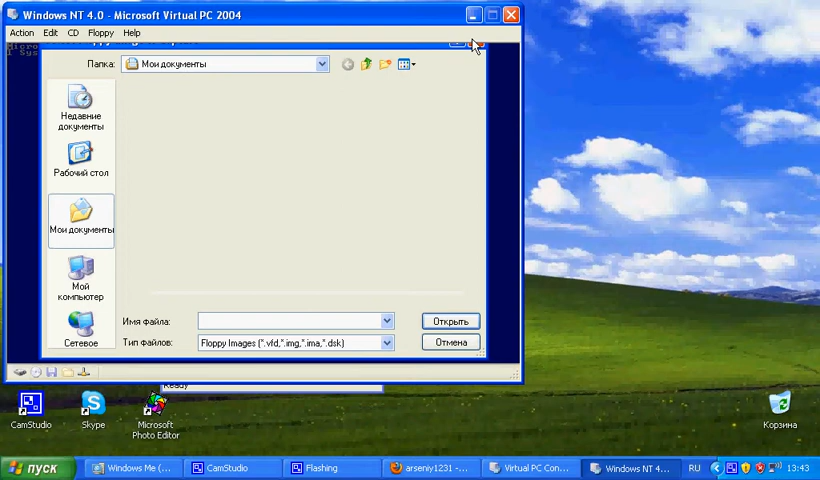 Windows NT 4.0 - Microsoft Virtual PC 2004
Action Edit CD Floppy Help
Папка: Мои документы
Недавние
документы
Рабочий стол
Мои документы
Мой
компьютер
Сетевое
Имя файла: Открыть
Тип файлов: Floppy Images (*.vfd,*.img,*.ima,*.dsk) Отмена
Ready
CamStudio
Skype
Microsoft
Photo Editor
Корзина
пуск Windows Me (... CamStudio Flashing arseniy1231 -... Virtual PC Con... Windows NT 4.... RU 13:43